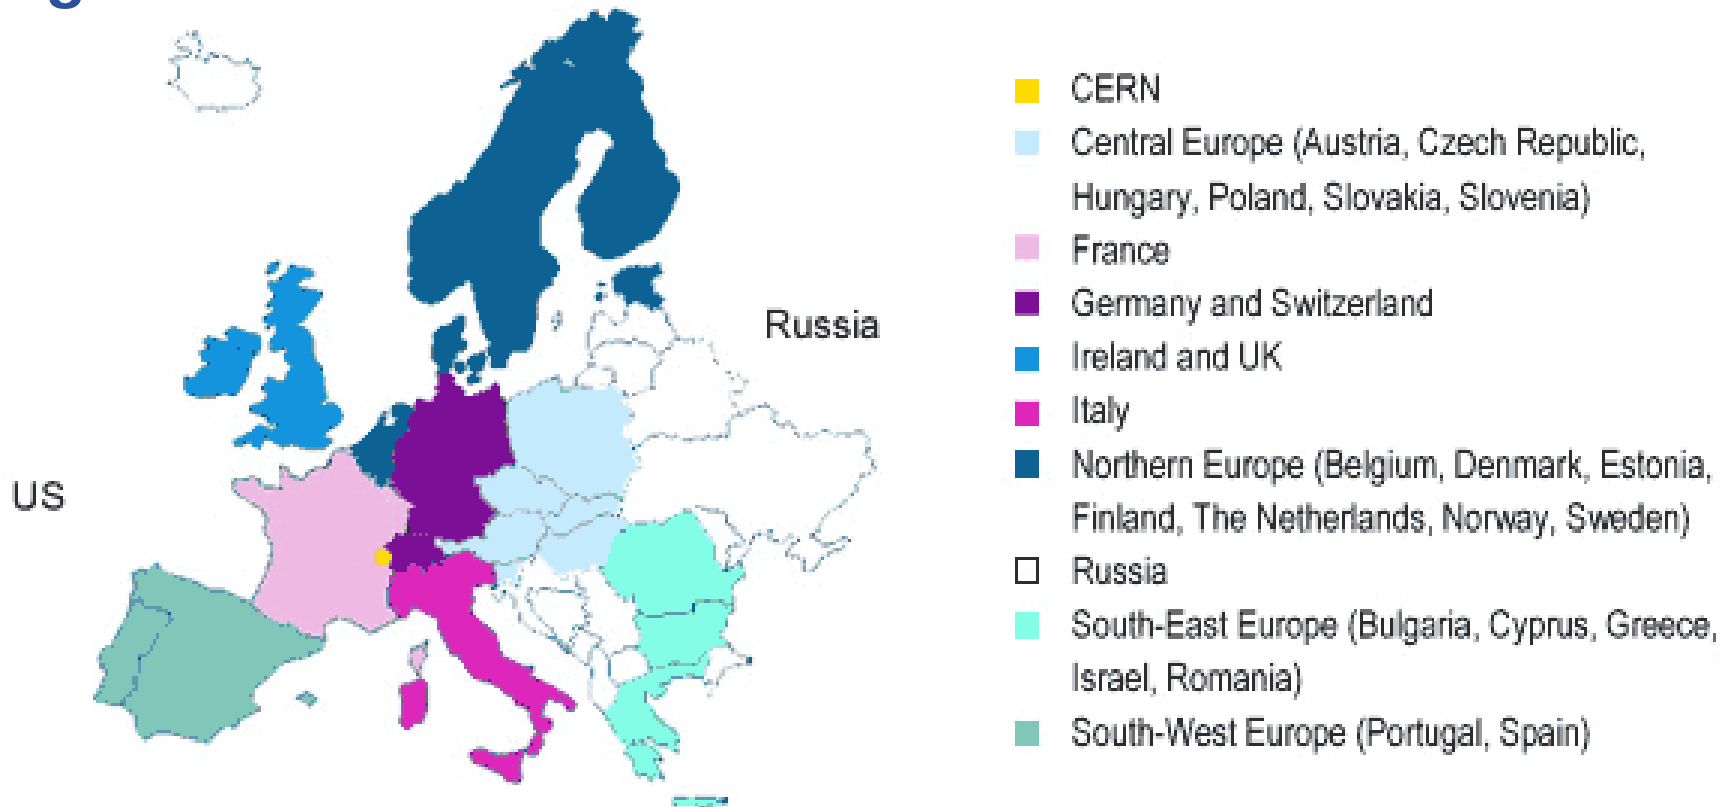 Russia
US
CERN
Central Europe (Austria, Czech Republic,
Hungary, Poland, Slovakia, Slovenia)
France
Germany and Switzerland
Ireland and UK
Italy
Northern Europe (Belgium, Denmark, Estonia,
Finland, The Netherlands, Norway, Sweden)
Russia
South-East Europe (Bulgaria, Cyprus, Greece,
Israel, Romania)
South-West Europe (Portugal, Spain)